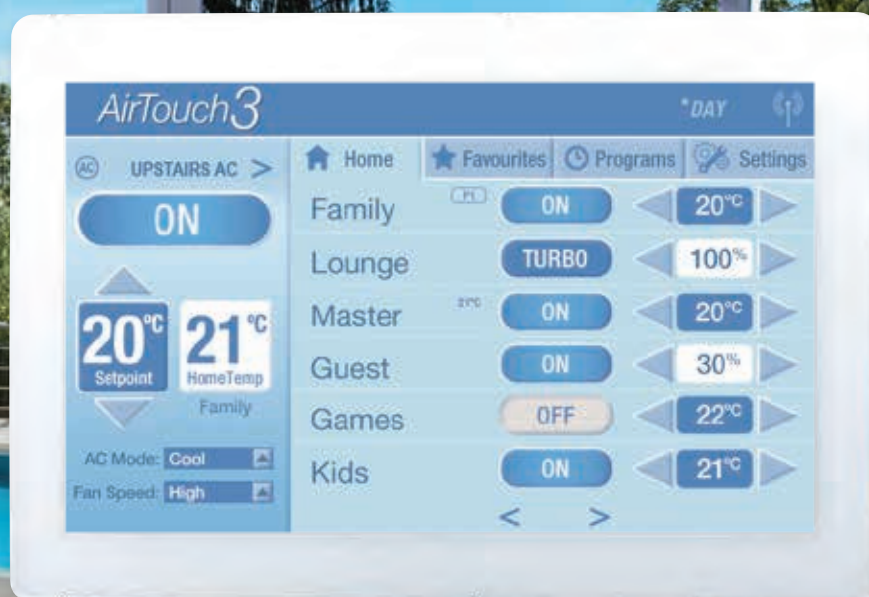 AirTouch3
*DAY
AC UPSTAIRS AC >
ON
20°C
Setpoint
21°C
HomeTemp
Family
AC Mode: Cool
Fan Speed: High
Home Favourites Programs Settings
Family ON 20°C
Lounge TURBO 100%
Master 21°C ON 20°C
Guest ON 30%
Games OFF 22°C
Kids ON 21°C
< >